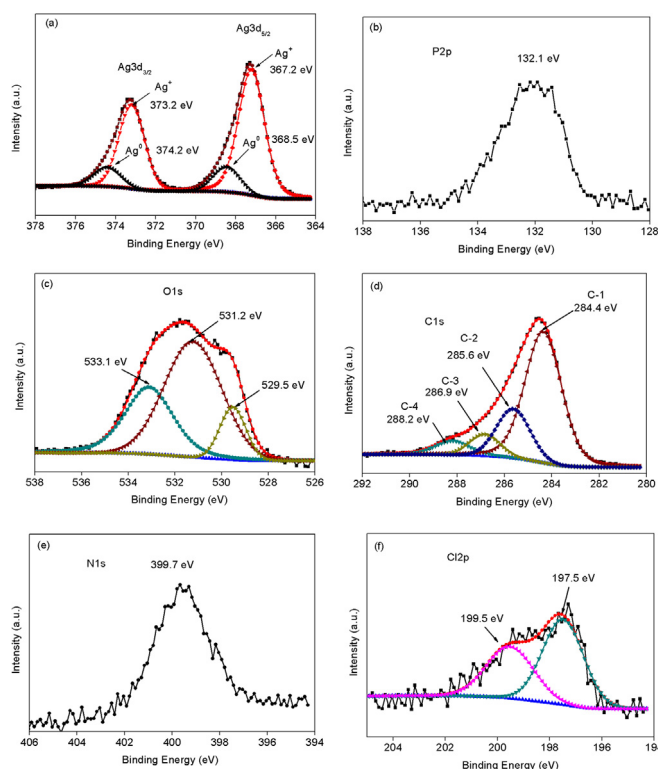 (a)
Ag3d5/2
Ag+
367.2 eV
Ag3d3/2
Ag+
373.2 eV
368.5 eV
374.2 eV
Ag0
Ag0
Intensity (a.u.)
378 376 374 372 370 368 366 364
Binding Energy (eV)
(b)
P2p
132.1 eV
Intensity (a.u.)
138 135 133 130 128
Binding Energy (eV)
(c)
O1s
531.2 eV
533.1 eV
529.5 eV
Intensity (a.u.)
538 535 533 530 528 526
Binding Energy (eV)
(d)
C1s
C-1
284.4 eV
C-2
285.6 eV
C-3
286.9 eV
C-4
288.2 eV
Intensity (a.u.)
292 290 288 286 284 282 280
Binding Energy (eV)
(e)
N1s
399.7 eV
Intensity (a.u.)
406 404 402 400 398 396 394
Binding Energy (eV)
(f)
Cl2p
197.5 eV
199.5 eV
Intensity (a.u.)
204 202 200 198 196 194
Binding Energy (eV)